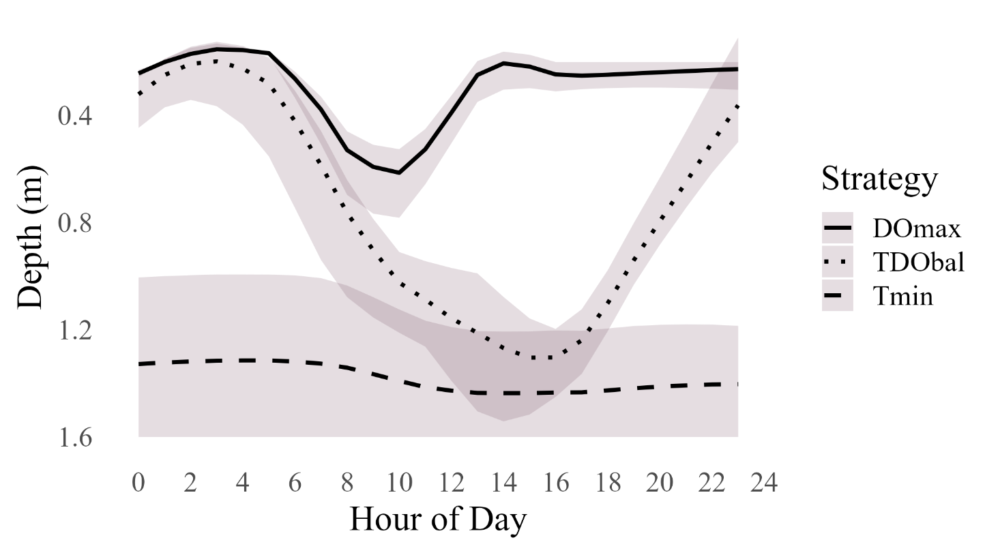 Depth (m)
0.4
0.8
1.2
1.6
0 2 4 6 8 10 12 14 16 18 20 22 24
Hour of Day
Strategy
DOmax
TDObal
Tmin